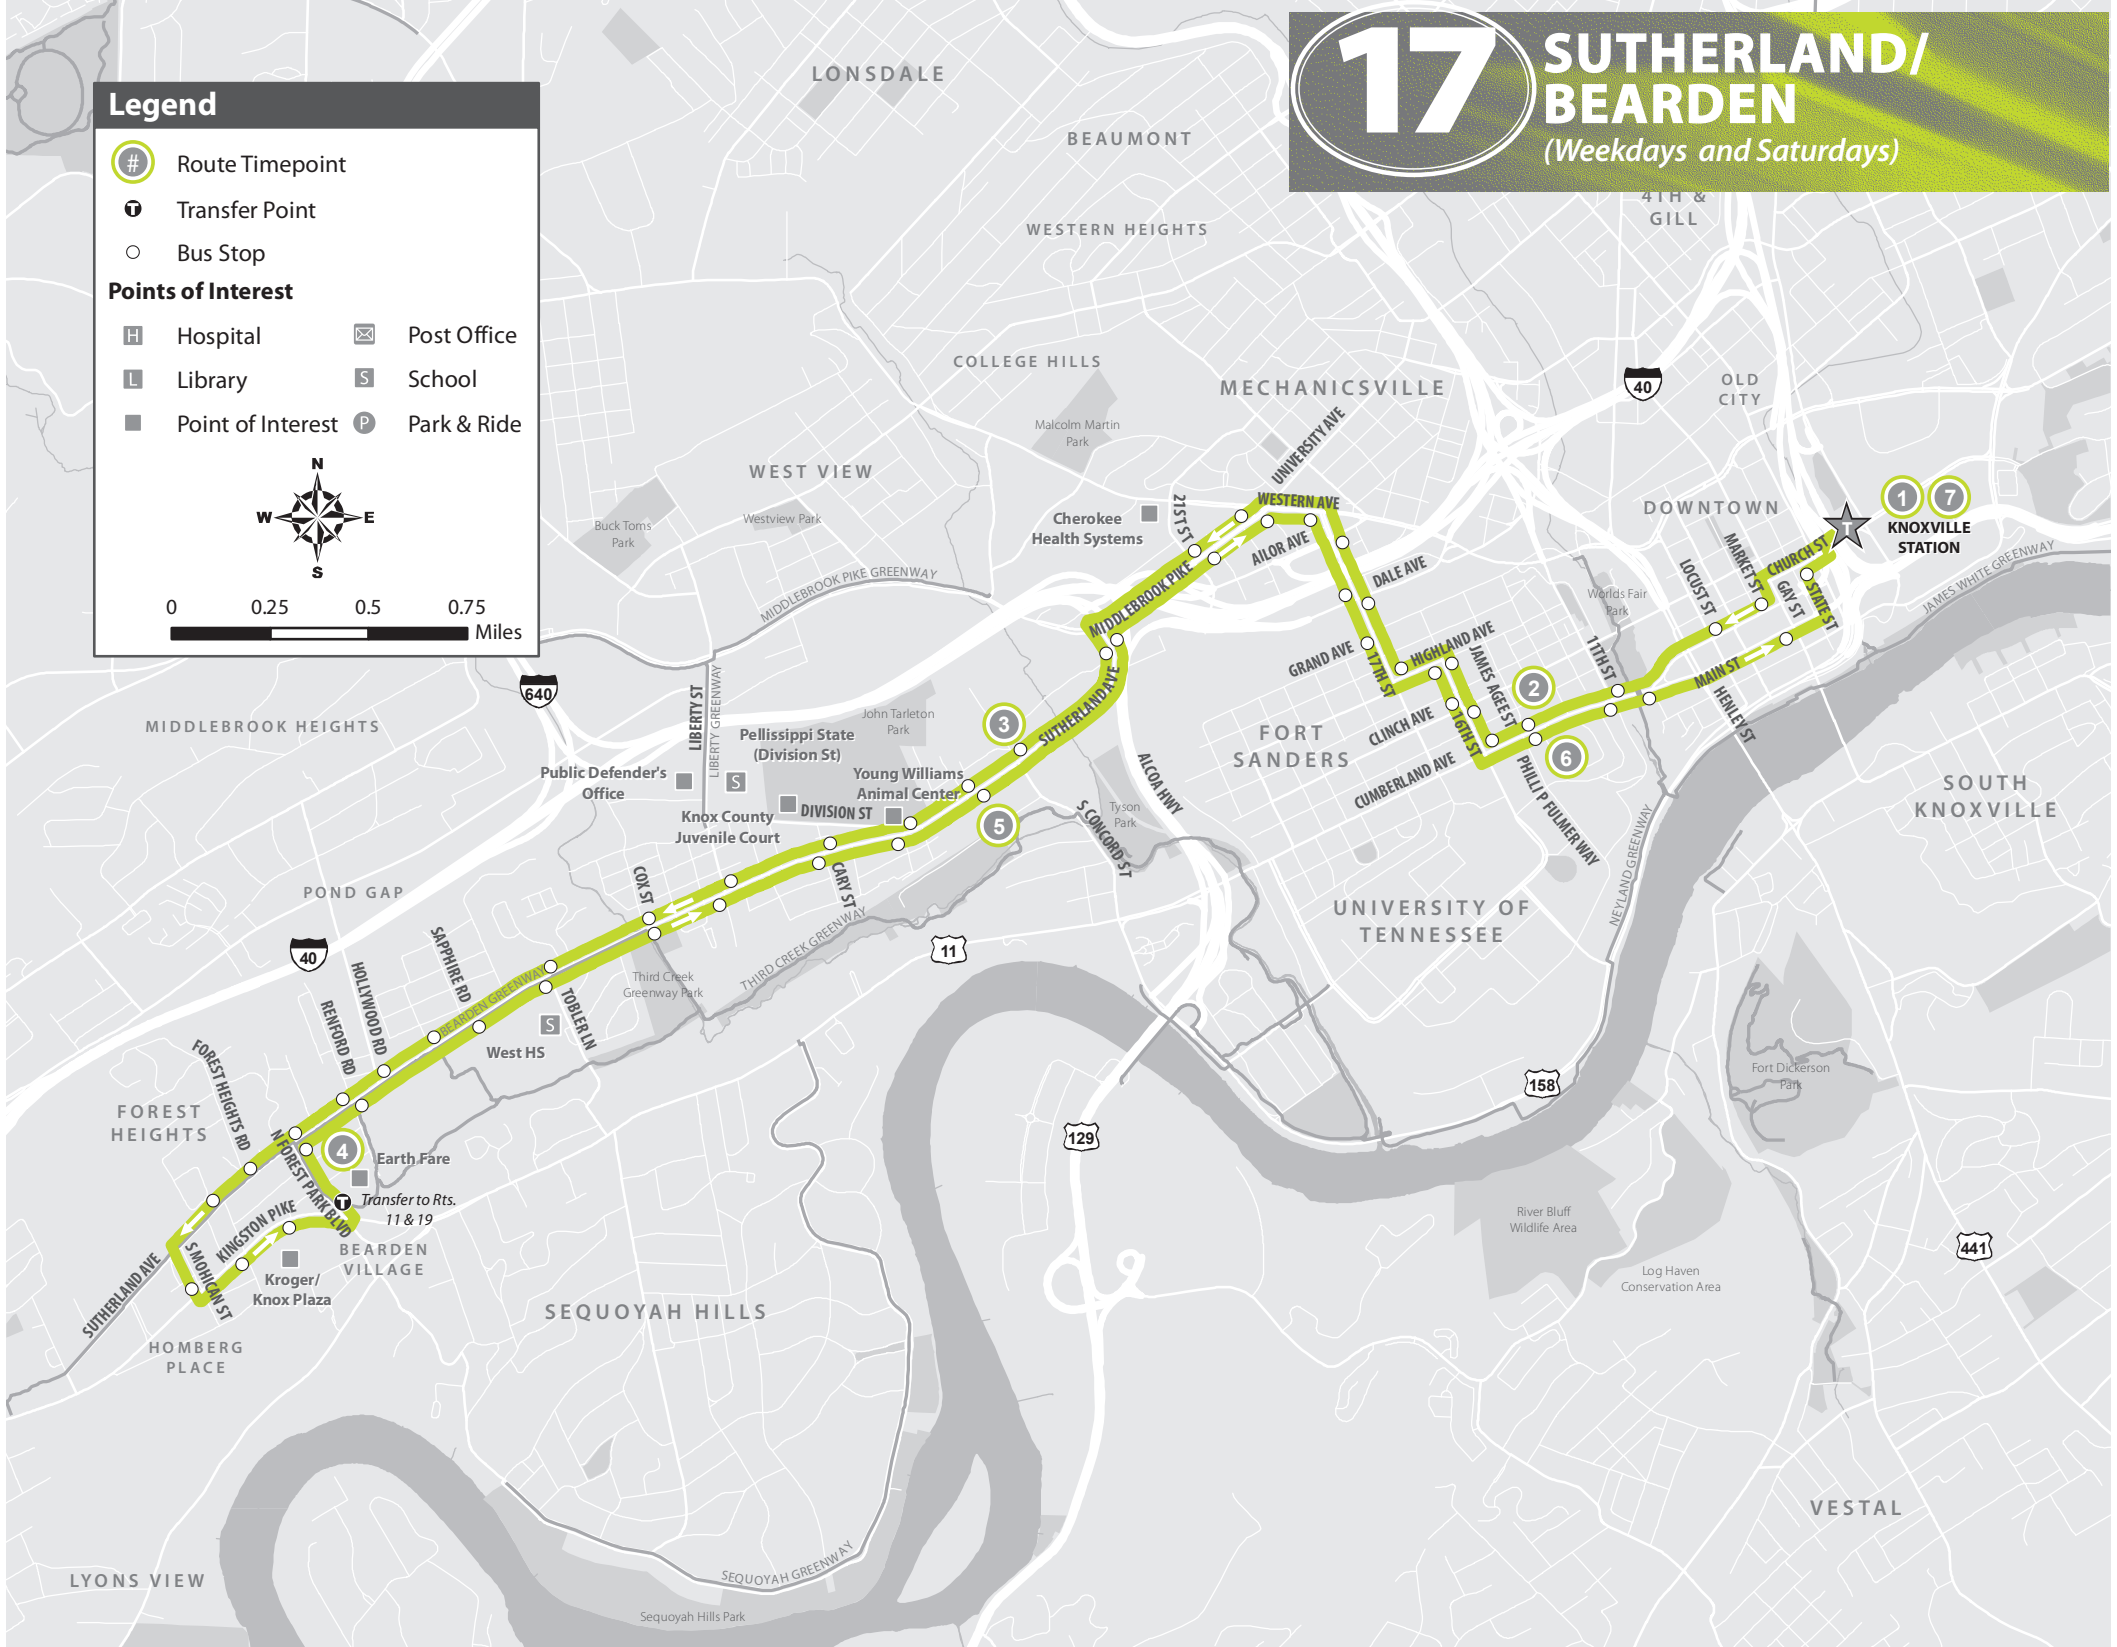 17
SUTHERLAND/
BEARDEN
(Weekdays and Saturdays)
Legend
# Route Timepoint
T Transfer Point
Bus Stop
Points of Interest
H Hospital
Post Office
L Library
S School
Point of Interest
P Park & Ride
N
W E
S
0 0.25 0.5 0.75
Miles
LONSDALE
BEAUMONT
WESTERN HEIGHTS
4TH &
GILL
COLLEGE HILLS
MECHANICSVILLE
40
OLD
CITY
Malcolm Martin
Park
UNIVERSITY AVE
WEST VIEW
Buck Toms
Park
Westview Park
Cherokee
Health Systems
21ST ST
WESTERN AVE
AILOR AVE
DALE AVE
DOWNTOWN
1 7
T
KNOXVILLE
STATION
CHURCH ST
MARKET ST
LOCUST ST
GAY ST
STATE ST
JAMES WHITE GREENWAY
Worlds Fair
Park
MIDDLEBROOK PIKE GREENWAY
MIDDLEBROOK PIKE
GRAND AVE
17TH ST
HIGHLAND AVE
JAMES AGEE ST
11TH ST
MAIN ST
HENLEY ST
2
640
LIBERTY ST
LIBERTY GREENWAY
John Tarleton
Park
3
SUTHERLAND AVE
CLINCH AVE
16TH ST
CUMBERLAND AVE
6
PHILLIP FULMER WAY
FORT
SANDERS
ALCOA HWY
MIDDLEBROOK HEIGHTS
Pellissippi State
(Division St)
Public Defender's
Office
S
Young Williams
Animal Center
Knox County
Juvenile Court
DIVISION ST
5
Tyson
Park
S CONCORD ST
SOUTH
KNOXVILLE
NEYLAND GREENWAY
POND GAP
COX ST
CARY ST
THIRD CREEK GREENWAY
11
UNIVERSITY OF
TENNESSEE
40
SAPPHIRE RD
HOLLYWOOD RD
RENFORD RD
BEARDEN GREENWAY
Third Creek
Greenway Park
TOBLER LN
S
West HS
FOREST HEIGHTS RD
FOREST
HEIGHTS
N FOREST PARK BLVD
4
Earth Fare
T
Transfer to Rts.
11 & 19
158
Fort Dickerson
Park
129
KINGSTON PIKE
BEARDEN
VILLAGE
S MOHICAN ST
SUTHERLAND AVE
Kroger/
Knox Plaza
River Bluff
Wildlife Area
441
Log Haven
Conservation Area
SEQUOYAH HILLS
HOMBERG
PLACE
VESTAL
LYONS VIEW
SEQUOYAH GREENWAY
Sequoyah Hills Park